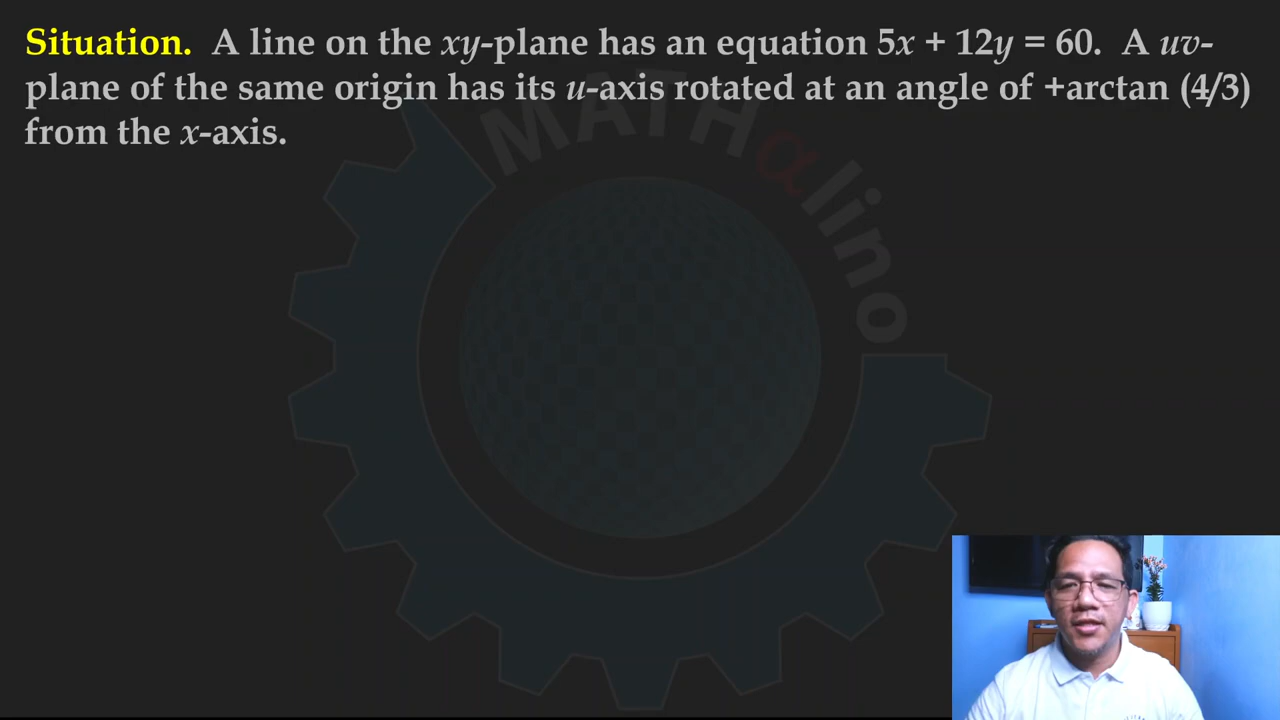 Situation. A line on the xy-plane has an equation 5x + 12y = 60. A uv-
plane of the same origin has its u-axis rotated at an angle of +arctan (4/3)
from the x-axis.
MATHalino